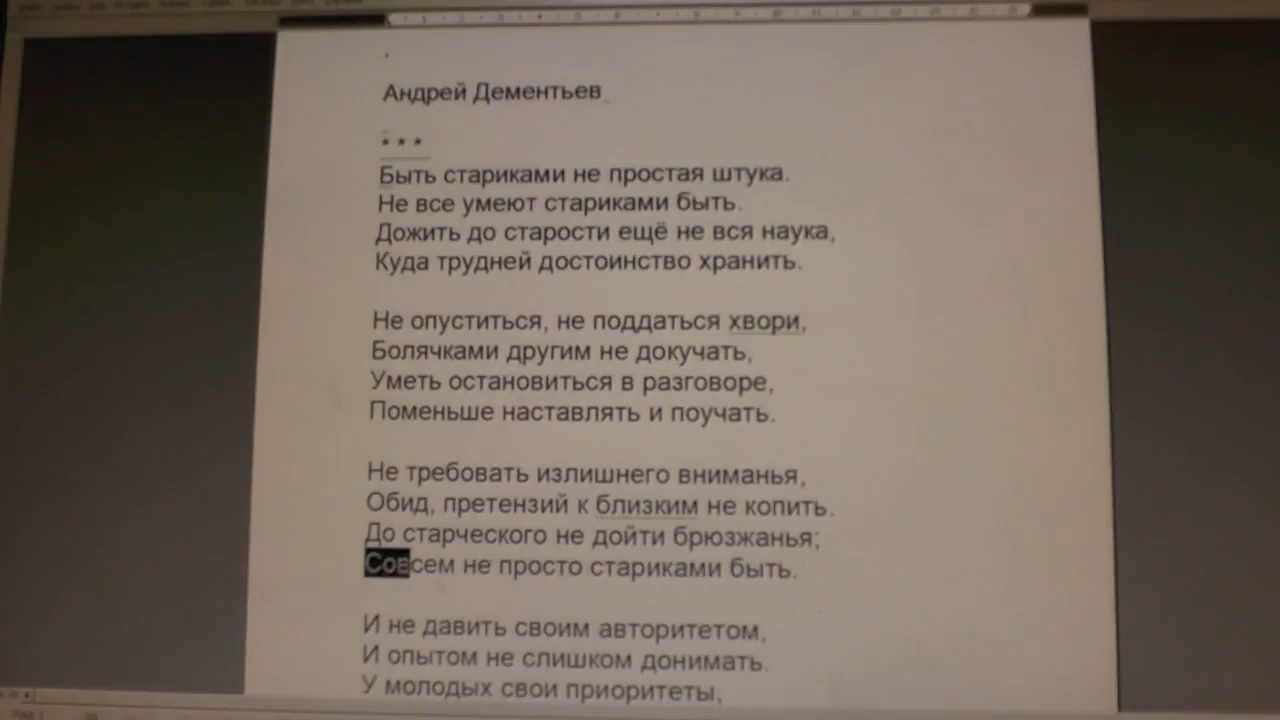 Андрей Дементьев
* * *
Быть стариками не простая штука.
Не все умеют стариками быть.
Дожить до старости ещё не вся наука,
Куда трудней достоинство хранить.
Не опуститься, не поддаться хвори,
Болячками другим не докучать,
Уметь остановиться в разговоре,
Поменьше наставлять и поучать.
Не требовать излишнего вниманья,
Обид, претензий к близким не копить.
До старческого не дойти брюзжанья;
Совсем не просто стариками быть.
И не давить своим авторитетом,
И опытом не слишком донимать.
У молодых свои приоритеты,